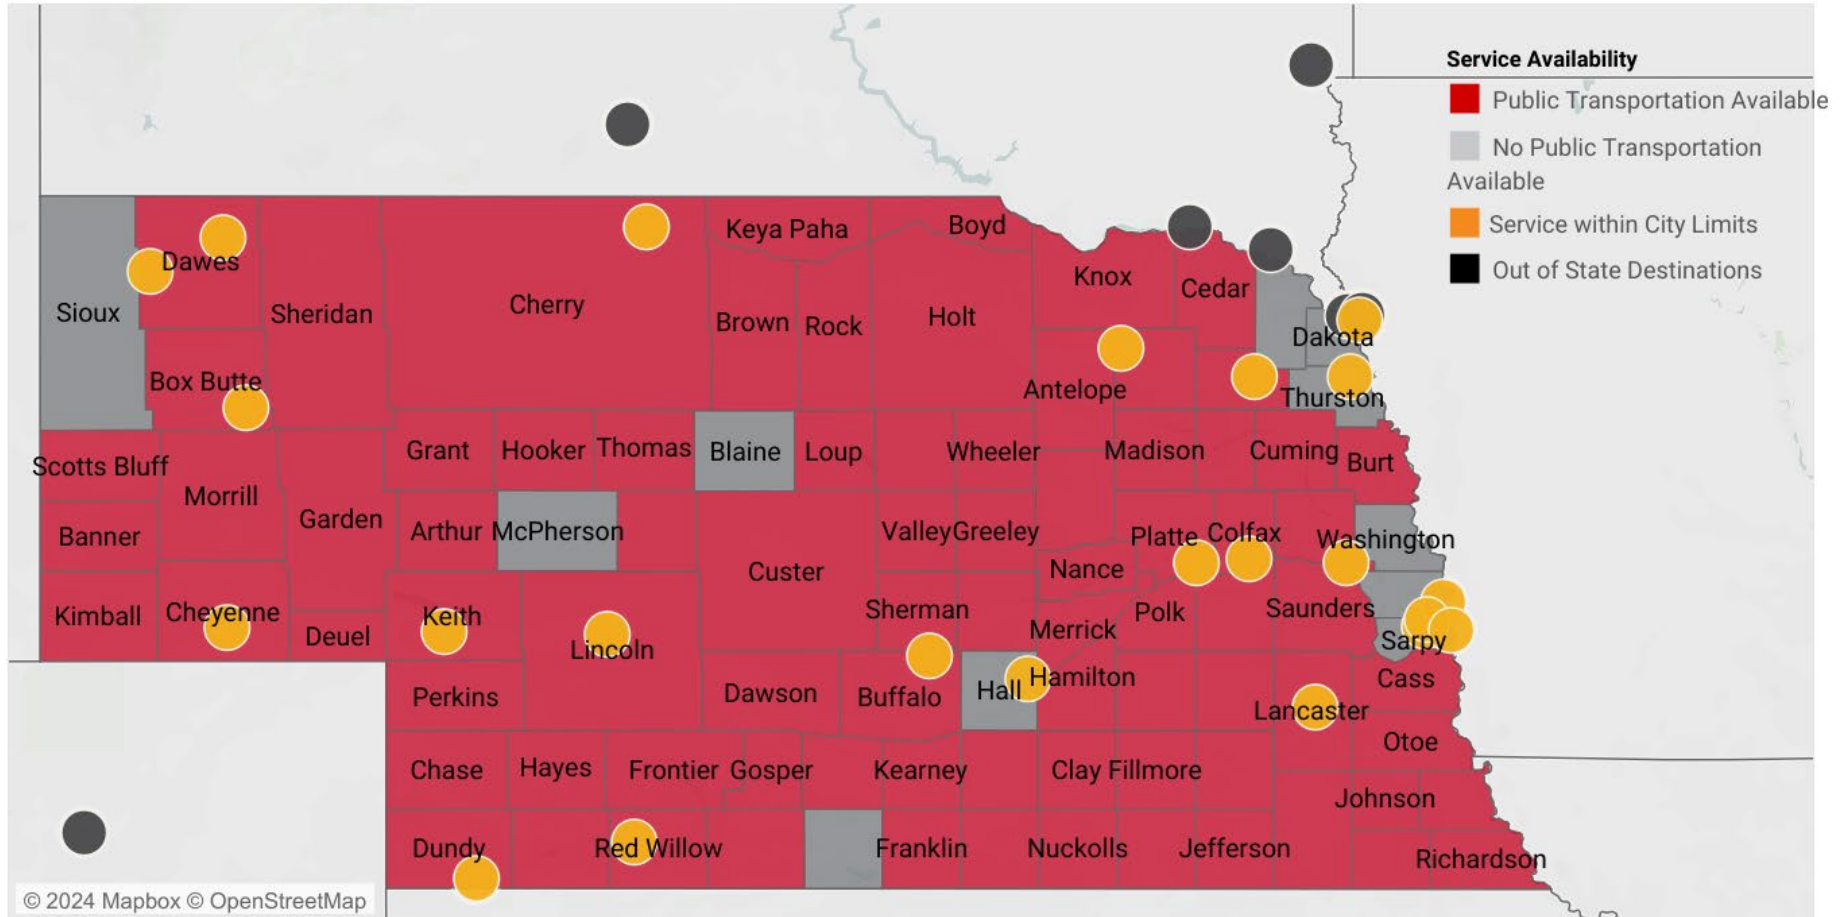 Service Availability
Public Transportation Available
No Public Transportation
Available
Service within City Limits
Out of State Destinations
Keya Paha
Boyd
Dawes
Knox
Cedar
Sioux
Sheridan
Cherry
Brown
Rock
Holt
Dakota
Box Butte
Antelope
Thurston
Scotts Bluff
Grant
Hooker
Thomas
Blaine
Loup
Wheeler
Madison
Cuming
Burt
Morrill
Garden
Banner
Arthur
McPherson
Valley
Greeley
Platte
Colfax
Washington
Custer
Nance
Kimball
Cheyenne
Keith
Sherman
Polk
Saunders
Deuel
Lincoln
Merrick
Sarpy
Perkins
Dawson
Buffalo
Hall
Hamilton
Cass
Lancaster
Otoe
Chase
Hayes
Frontier
Gosper
Kearney
Clay
Fillmore
Johnson
Dundy
Red Willow
Franklin
Nuckolls
Jefferson
Richardson
© 2024 Mapbox © OpenStreetMap